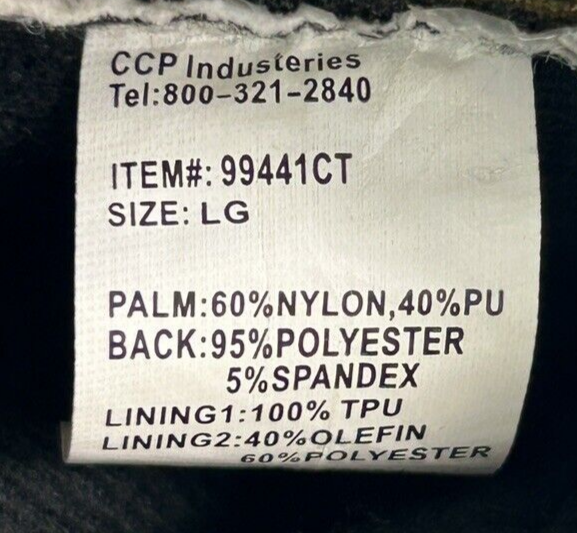 CCP Industeries
Tel:800-321-2840
ITEM#: 99441CT
SIZE: LG
PALM:60%NYLON,40%PU
BACK:95%POLYESTER
5%SPANDEX
LINING1:100% TPU
LINING2:40%OLEFIN
60%POLYESTER